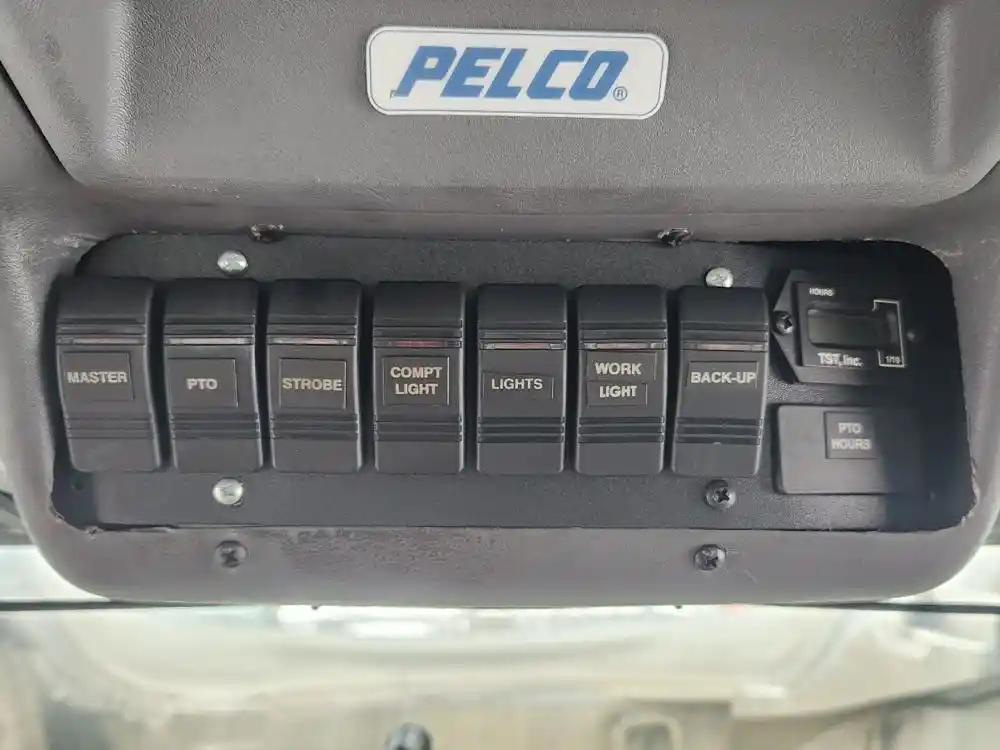 PELCO®
MASTER
PTO
STROBE
COMPT
LIGHT
LIGHTS
WORK
LIGHT
BACK-UP
HOURS
TST, Inc.
1/10
PTO
HOURS